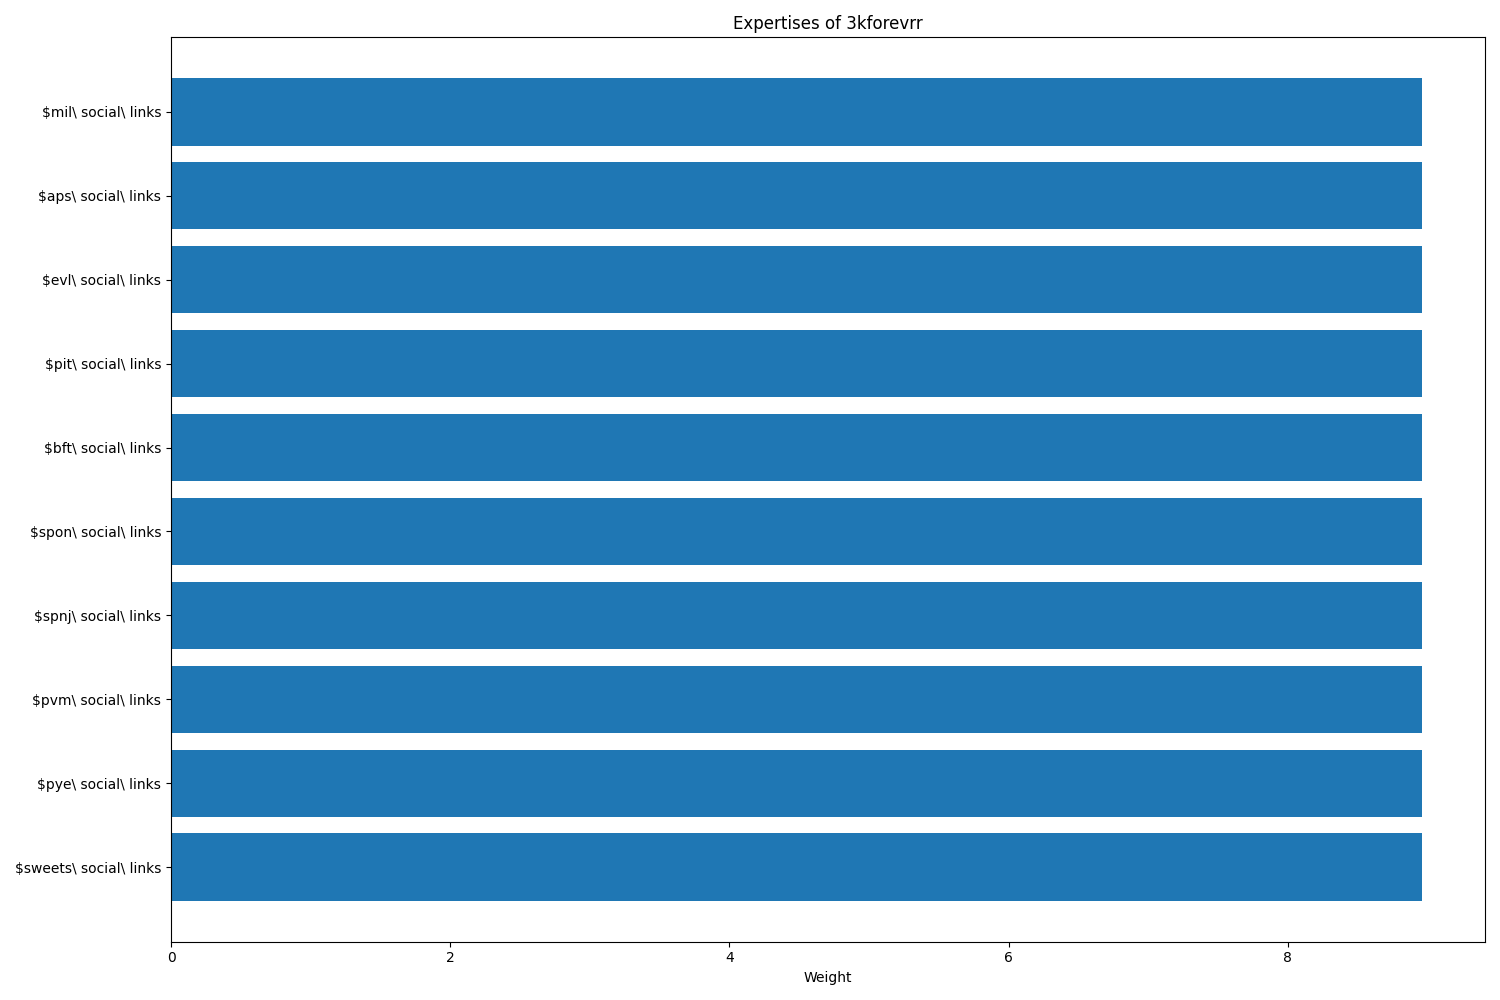 Expertises of 3kforevrr
$mil\ social\ links
$aps\ social\ links
$evl\ social\ links
$pit\ social\ links
$bft\ social\ links
$spon\ social\ links
$spnj\ social\ links
$pvm\ social\ links
$pye\ social\ links
$sweets\ social\ links
0 2 4 6 8
Weight